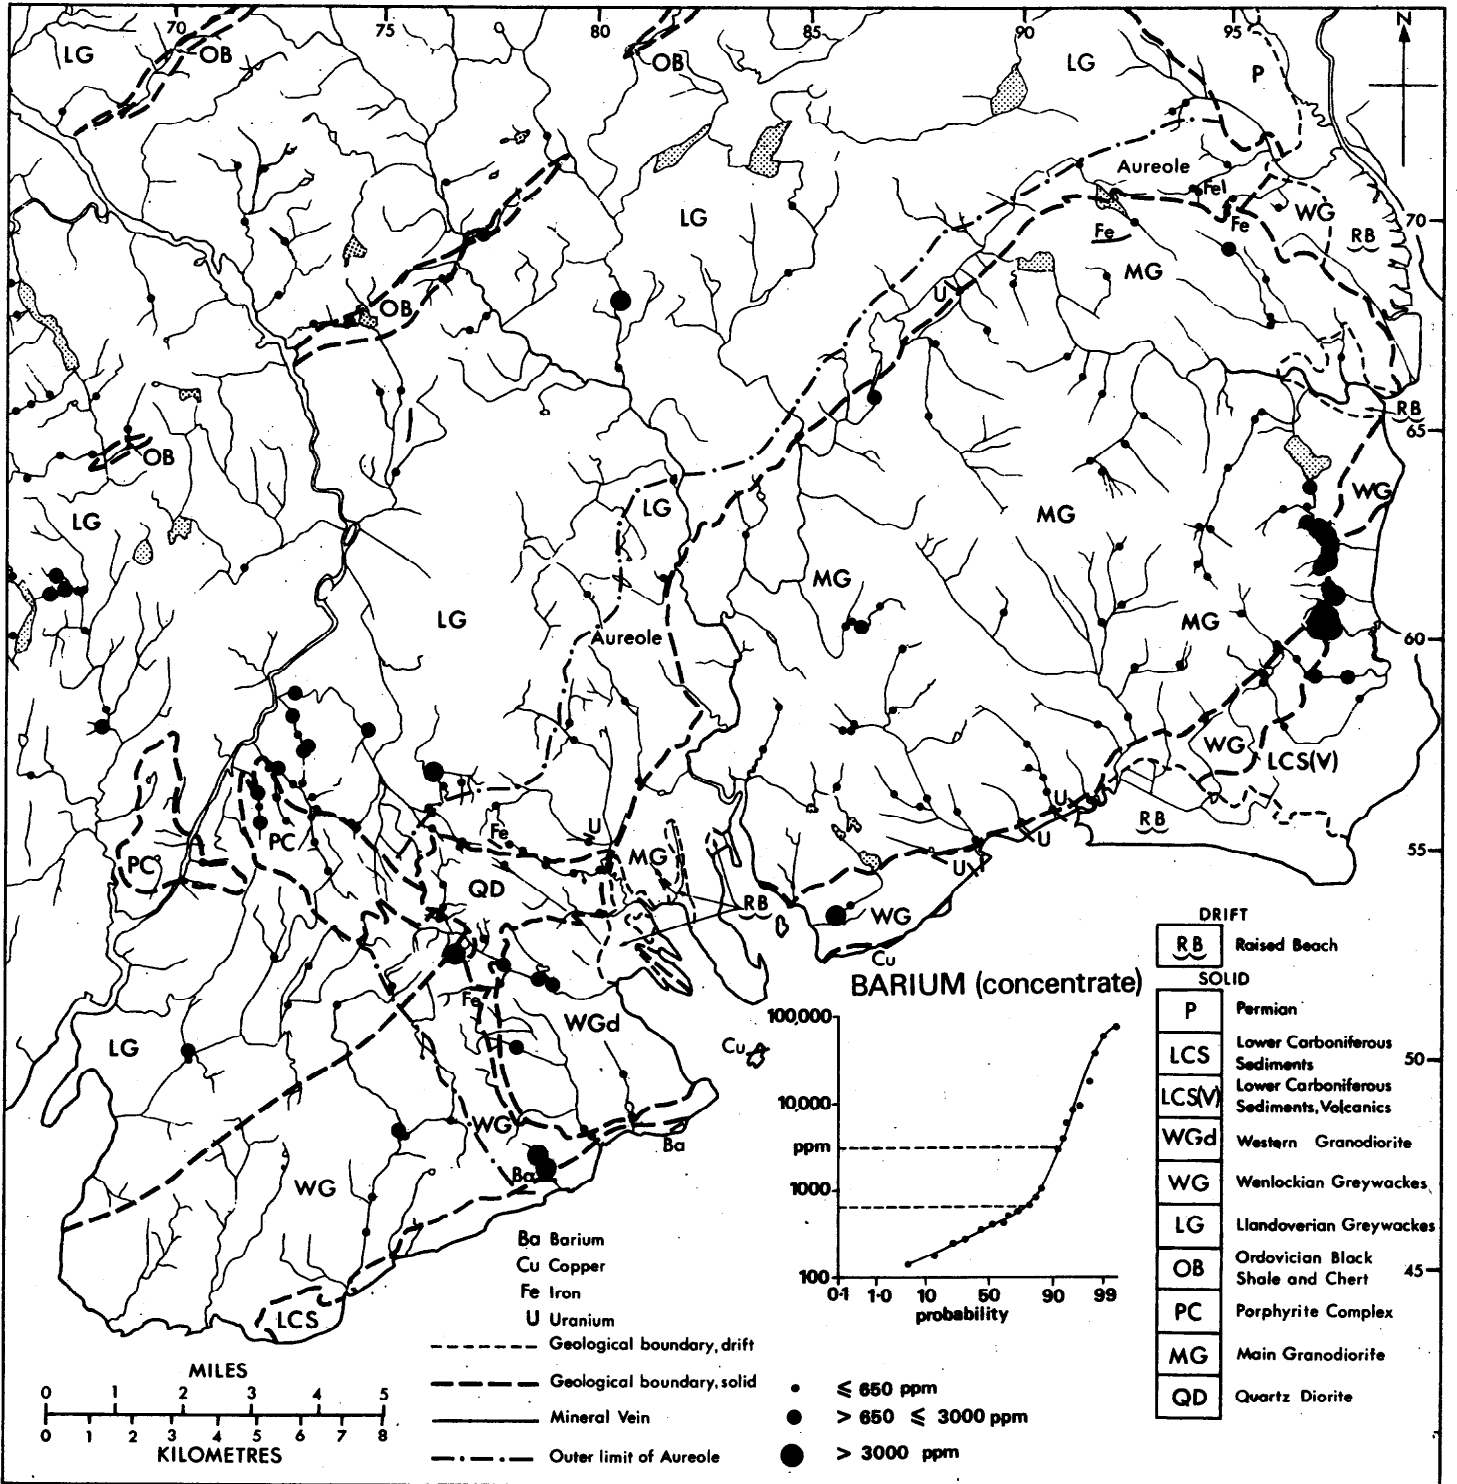 70 75 80 85 90 95 N
LG OB OB LG P
Aureole
Fe
LG WG 70
Fe Fe RB
MG
U
OB
RB
65
OB
LG LG WG
MG
MG
LG MG
Aureole 60
WG LCS(V)
U
PC Fe U U RB
PC MG 55
QD U
RB WG
Cu
Fe
WGd
LG Cu 50
WG
Ba
Ba
WG
LCS
45
BARIUM (concentrate)
100,000
10,000
ppm
1000
100
0·1 1·0 10 50 90 99
probability
DRIFT
RB Raised Beach
SOLID
P Permian
LCS Lower Carboniferous
Sediments
LCS(V) Lower Carboniferous
Sediments, Volcanics
WGd Western Granodiorite
WG Wenlockian Greywackes
LG Llandoverian Greywackes
OB Ordovician Black
Shale and Chert
PC Porphyrite Complex
MG Main Granodiorite
QD Quartz Diorite
Ba Barium
Cu Copper
Fe Iron
U Uranium
Geological boundary, drift
Geological boundary, solid
Mineral Vein
Outer limit of Aureole
≤ 650 ppm
> 650 ≤ 3000 ppm
> 3000 ppm
MILES
0 1 2 3 4 5
0 1 2 3 4 5 6 7 8
KILOMETRES